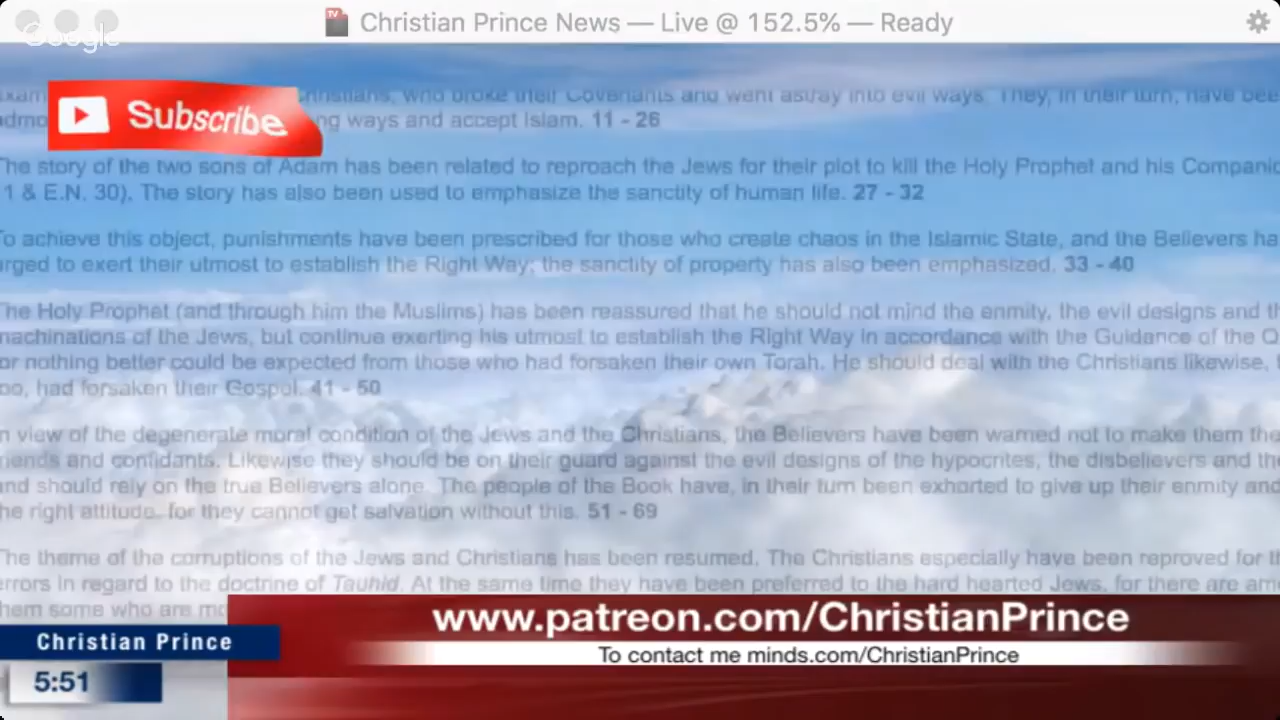 Google
TV
Christian Prince News — Live @ 152.5% — Ready
Subscribe
hristians, who broke their Covenants and went astray into evil ways. They, in their turn, have bee
ng ways and accept Islam. 11 - 26
The story of the two sons of Adam has been related to reproach the Jews for their plot to kill the Holy Prophet and his Companio
1 & E.N. 30). The story has also been used to emphasize the sanctity of human life. 27 - 32
To achieve this object, punishments have been prescribed for those who create chaos in the Islamic State, and the Believers ha
urged to exert their utmost to establish the Right Way; the sanctity of property has also been emphasized. 33 - 40
The Holy Prophet (and through him the Muslims) has been reassured that he should not mind the enmity, the evil designs and th
machinations of the Jews, but continue exerting his utmost to establish the Right Way in accordance with the Guidance of the Q
or nothing better could be expected from those who had forsaken their own Torah. He should deal with the Christians likewise,
oo, had forsaken their Gospol. 41 - 50
n view of the degenerate moral condition of the Jews and the Christians, the Believers have been warned not to make them the
riends and confidants. Likewise they should be on their guard against the evil designs of the hypocrites, the disbelievers and the
and should rely on the true Believers alone. The people of the Book have, in their turn been exhorted to give up their enmity and
he right attitude, for they cannot get salvation without this. 51 - 69
The theme of the corruptions of the Jews and Christians has been resumed. The Christians especially have been reproved for th
errors in regard to the doctrine of Tauhid. At the same time they have been preferred to the hard hearted Jews, for there are am
hem some who are mo
www.patreon.com/ChristianPrince
Christian Prince
To contact me minds.com/ChristianPrince
5:51